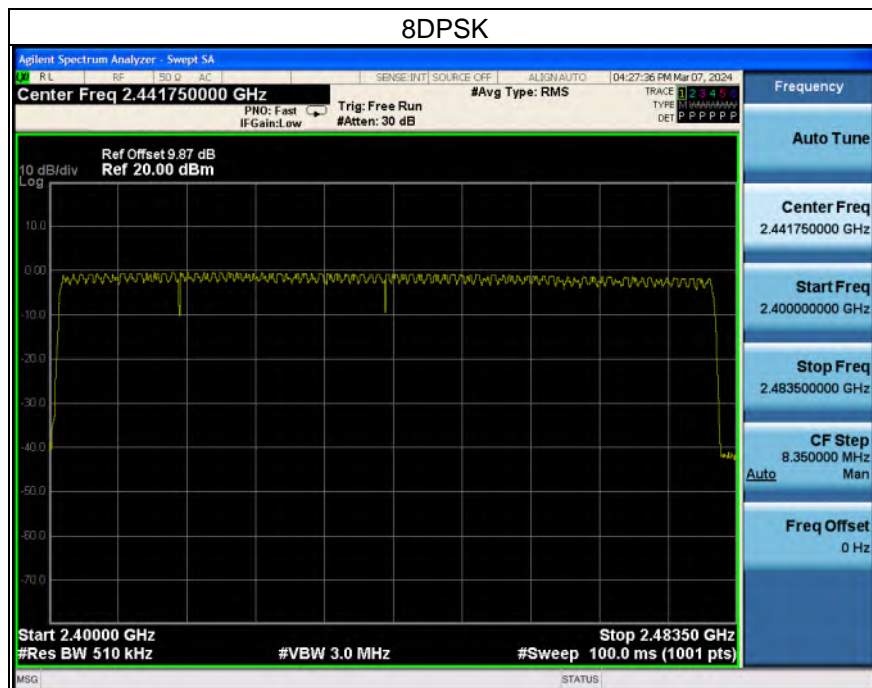 8DPSK
Agilent Spectrum Analyzer - Swept SA
RL RF 50 Ω AC SENSE:INT SOURCE OFF ALIGNAUTO 04:27:36 PM Mar 07, 2024
Center Freq 2.441750000 GHz #Avg Type: RMS TRACE 1 2 3 4 5 6
PNO: Fast Trig: Free Run TYPE
IFGain:Low #Atten: 30 dB DET P P P P P P
Frequency
Auto Tune
Ref Offset 9.87 dB
10 dB/div Ref 20.00 dBm
Log
10.0
0.00
-10.0
-20.0
-30.0
-40.0
-50.0
-60.0
-70.0
Center Freq
2.441750000 GHz
Start Freq
2.400000000 GHz
Stop Freq
2.483500000 GHz
CF Step
8.350000 MHz
Auto Man
Freq Offset
0 Hz
Start 2.40000 GHz Stop 2.48350 GHz
#Res BW 510 kHz #VBW 3.0 MHz #Sweep 100.0 ms (1001 pts)
MSG STATUS